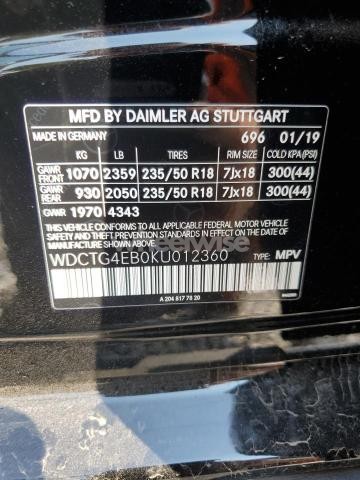 MFD BY DAIMLER AG STUTTGART
MADE IN GERMANY 696 01/19
KG LB TIRES RIM SIZE COLD KPA(PSI)
GAWR FRONT 1070 2359 235/50 R18 7Jx18 300(44)
GAWR REAR 930 2050 235/50 R18 7Jx18 300(44)
GVWR 1970 4343
THIS VEHICLE CONFORMS TO ALL APPLICABLE U.S. FEDERAL MOTOR VEHICLE SAFETY AND THEFT PREVENTION STANDARDS IN EFFECT ON THE DATE OF MANUFACTURE SHOWN ABOVE.
WDCTG4EB0KU012360 TYPE: MPV
A 204 817 70 20